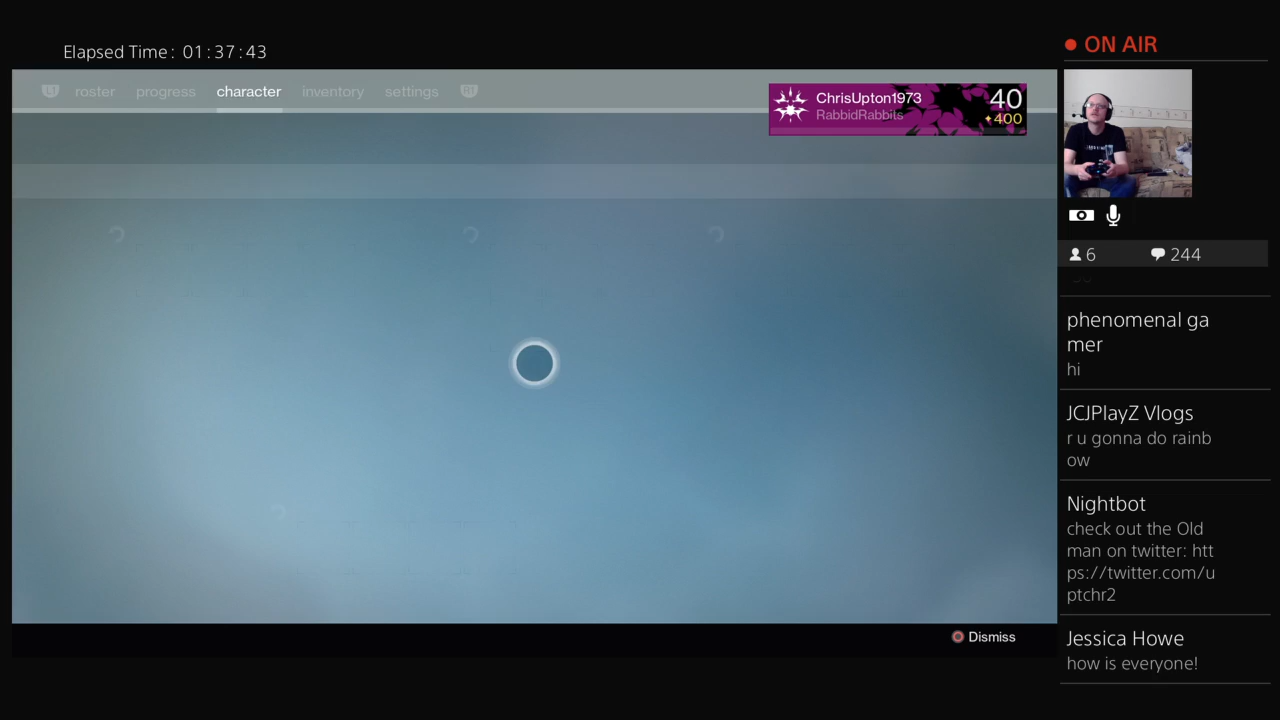 Elapsed Time: 01:37:43
ON AIR
L1 roster progress character inventory settings R1
ChrisUpton1973 40
RabbidRabbits 400
6 244
phenomenal ga
mer
hi
JCJPlayZ Vlogs
r u gonna do rainb
ow
Nightbot
check out the Old
man on twitter: htt
ps://twitter.com/u
ptchr2
Jessica Howe
how is everyone!
Dismiss